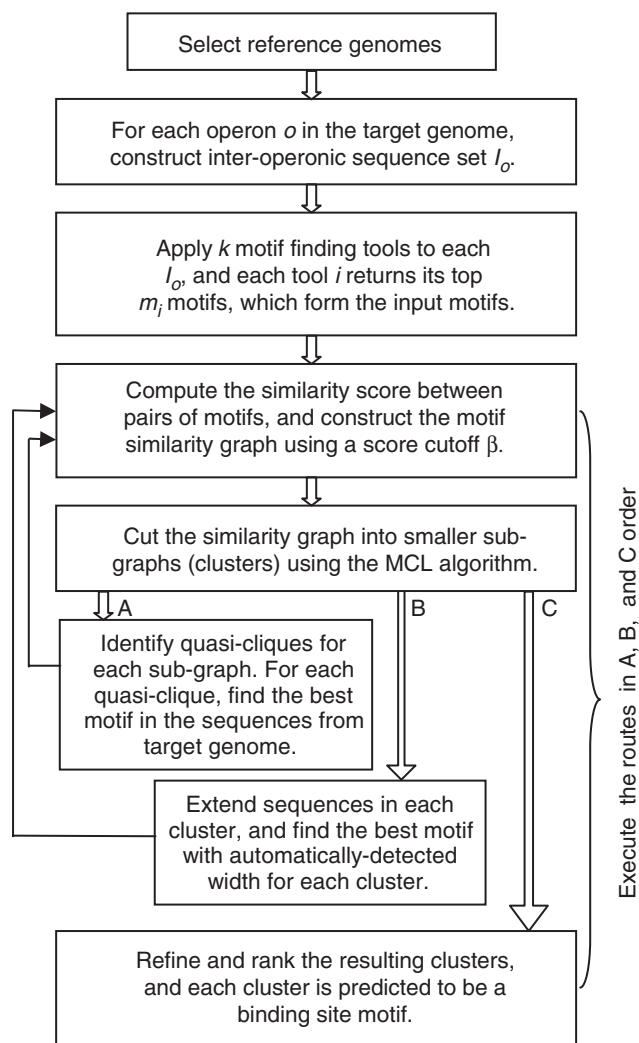 Select reference genomes
For each operon o in the target genome,
construct inter-operonic sequence set Io.
Apply k motif finding tools to each
Io, and each tool i returns its top
mi motifs, which form the input motifs.
Compute the similarity score between
pairs of motifs, and construct the motif
similarity graph using a score cutoff β.
Cut the similarity graph into smaller sub-
graphs (clusters) using the MCL algorithm.
A
B
C
Identify quasi-cliques for
each sub-graph. For each
quasi-clique, find the best
motif in the sequences from
target genome.
Extend sequences in each
cluster, and find the best motif
with automatically-detected
width for each cluster.
Refine and rank the resulting clusters,
and each cluster is predicted to be a
binding site motif.
Execute the routes in A, B, and C order